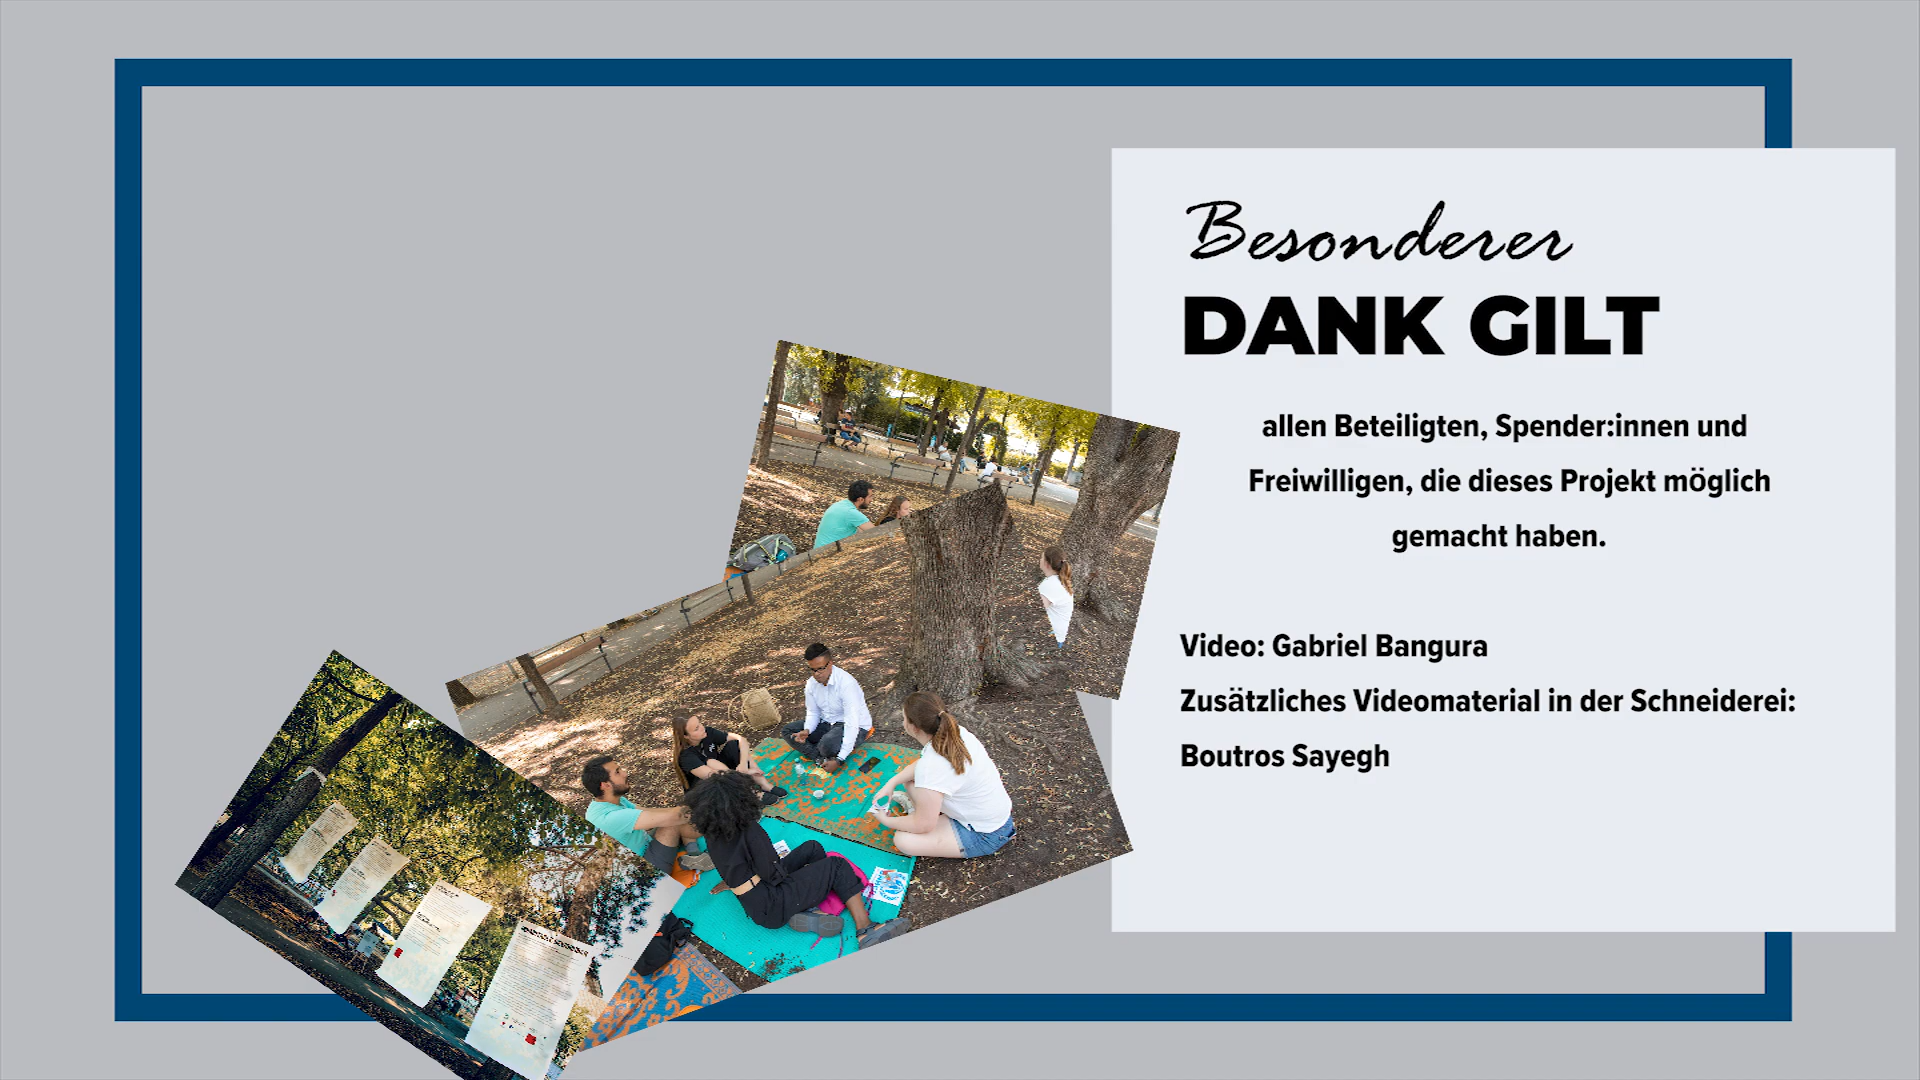 Besonderer
DANK GILT
allen Beteiligten, Spender:innen und
Freiwilligen, die dieses Projekt möglich
gemacht haben.
Video: Gabriel Bangura
Zusätzliches Videomaterial in der Schneiderei:
Boutros Sayegh